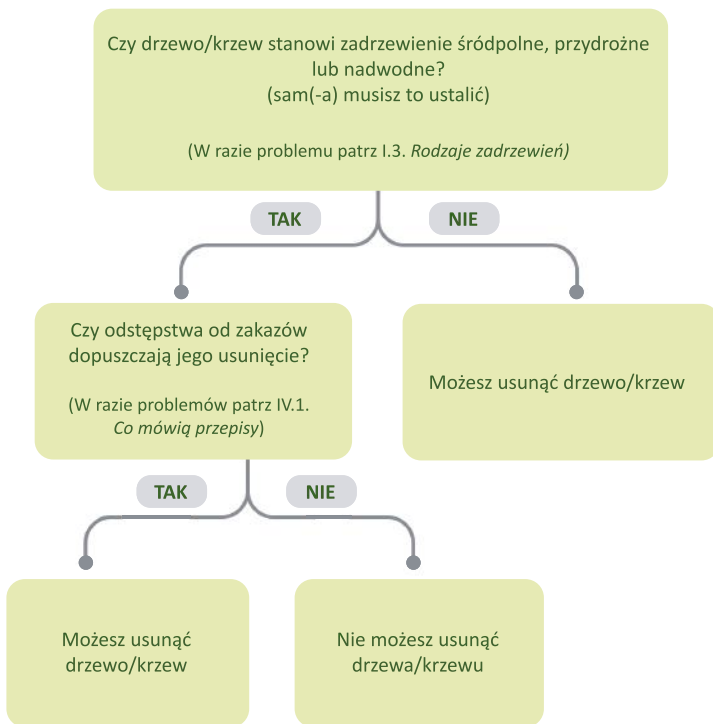 Czy drzewo/krzew stanowi zadrzewienie śródpolne, przydrożne
lub nadwodne?
(sam(-a) musisz to ustalić)
(W razie problemu patrz I.3. Rodzaje zadrzewień)
TAK
NIE
Czy odstępstwa od zakazów
dopuszczają jego usunięcie?
(W razie problemów patrz IV.1.
Co mówią przepisy)
Możesz usunąć drzewo/krzew
TAK
NIE
Możesz usunąć
drzewo/krzew
Nie możesz usunąć
drzewa/krzewu